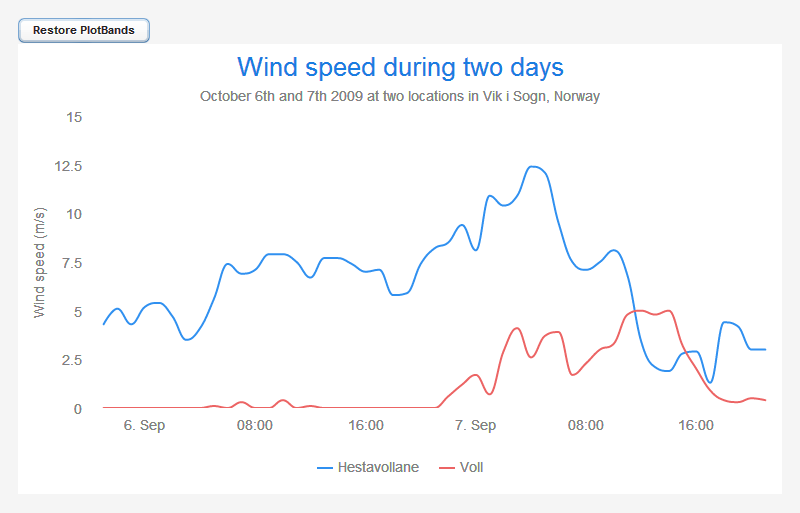 Restore PlotBands
Wind speed during two days
October 6th and 7th 2009 at two locations in Vik i Sogn, Norway
Wind speed (m/s)
15
12.5
10
7.5
5
2.5
0
6. Sep
08:00
16:00
7. Sep
08:00
16:00
Hestavollane
Voll